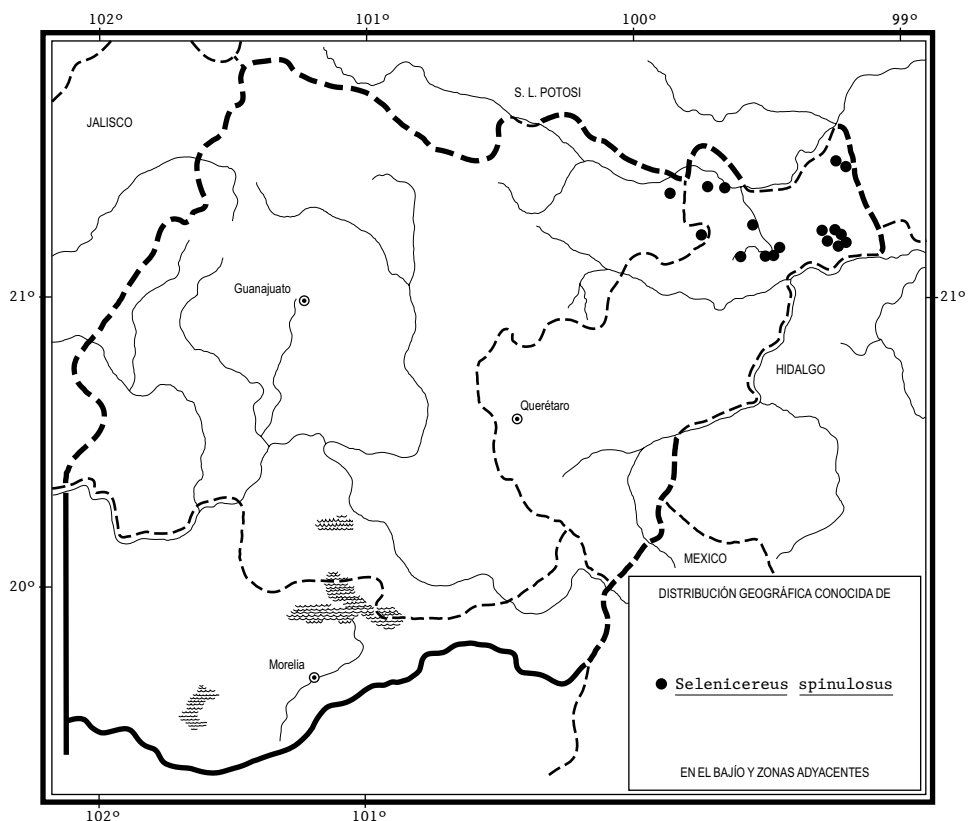 102º 101º 100º 99º
S. L. POTOSI
JALISCO
Guanajuato
21º 21º
HIDALGO
Querétaro
MEXICO
20º
DISTRIBUCIÓN GEOGRÁFICA CONOCIDA DE
Morelia
Selenicereus spinulosus
EN EL BAJÍO Y ZONAS ADYACENTES
102º 101º